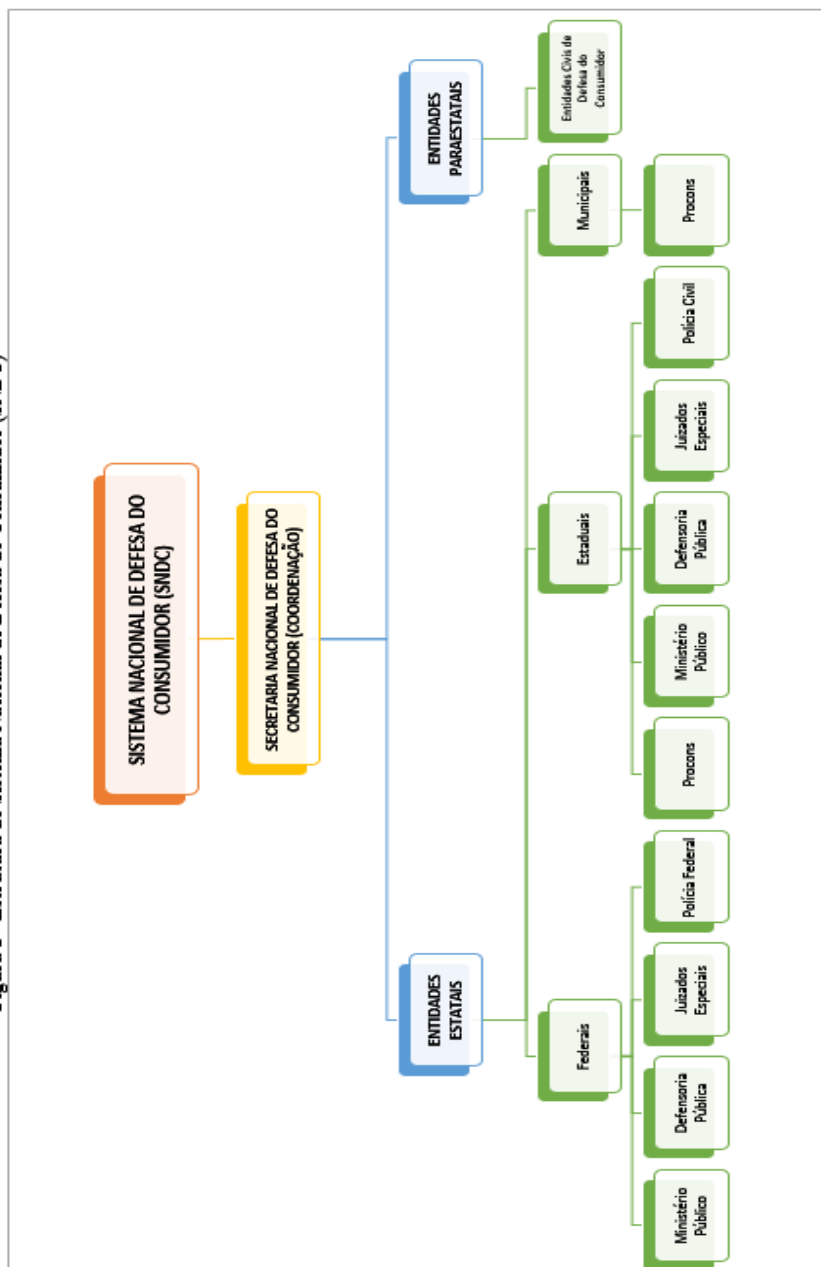 SISTEMA NACIONAL DE DEFESA DO
CONSUMIDOR (SNDC)
SECRETARIA NACIONAL DE DEFESA DO
CONSUMIDOR (COORDENAÇÃO)
ENTIDADES
ESTATAIS
ENTIDADES
PARAESTATAIS
Federais
Estaduais
Municipais
Entidades Civis de
Defesa do
Consumidor
Ministério
Público
Defensoria
Pública
Juizados
Especiais
Polícia Federal
Procons
Ministério
Público
Defensoria
Pública
Juizados
Especiais
Polícia Civil
Procons